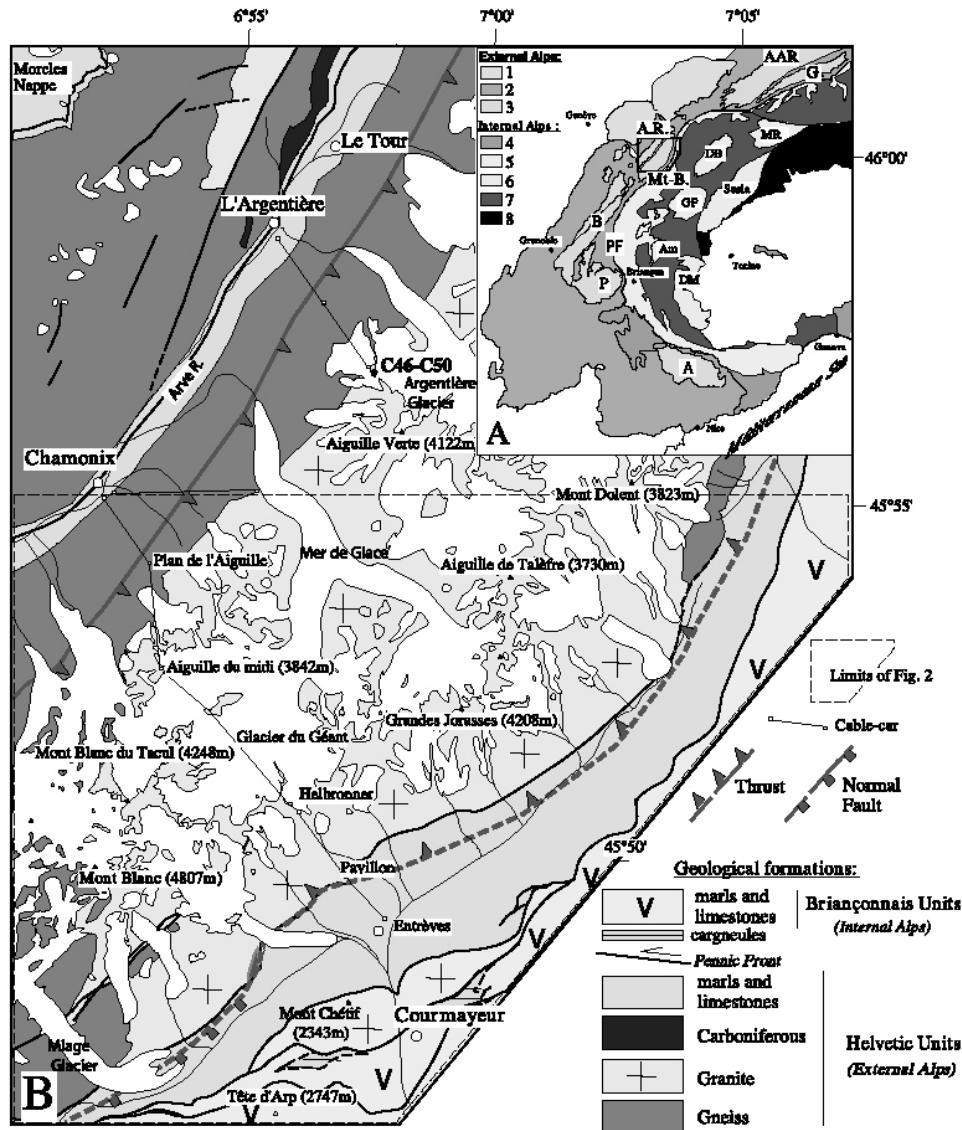 6°55'
7°00'
7°05'
Morcles
Nappe
Le Tour
L'Argentière
Arve R.
C46-C50
Argentière
Glacier
Aiguille Verte (4122m)
Chamonix
Mont Dolent (3823m)
Plan de l'Aiguille
Mer de Glace
Aiguille de Talèfre (3730m)
Aiguille du midi (3842m)
Grandes Jorasses (4208m)
Glacier du Géant
Mont Blanc du Tacul (4248m)
Helbronner
Pavillon
Mont Blanc (4807m)
Entrèves
Mont Chétif
(2343m)
Courmayeur
Miage
Glacier
Tête d'Arp (2747m)
B
V
V
V
V
V
V
External Alps:
1
2
3
Internal Alps :
4
5
6
7
8
AAR
G
Genève
A.R.
MR
DB
Mt-B.
Sesia
GP
B
Grenoble
PF
Am
Torino
Briançon
P
DM
Genova
A
Nice
Mediterranean Sea
A
46°00'
45°55'
45°50'
Limits of Fig. 2
Cable-car
Thrust
Normal
Fault
Geological formations:
V
marls and
limestones
Briançonnais Units
(Internal Alps)
cargneules
Pennic Front
marls and
limestones
Carboniferous
Helvetic Units
(External Alps)
Granite
Gneiss